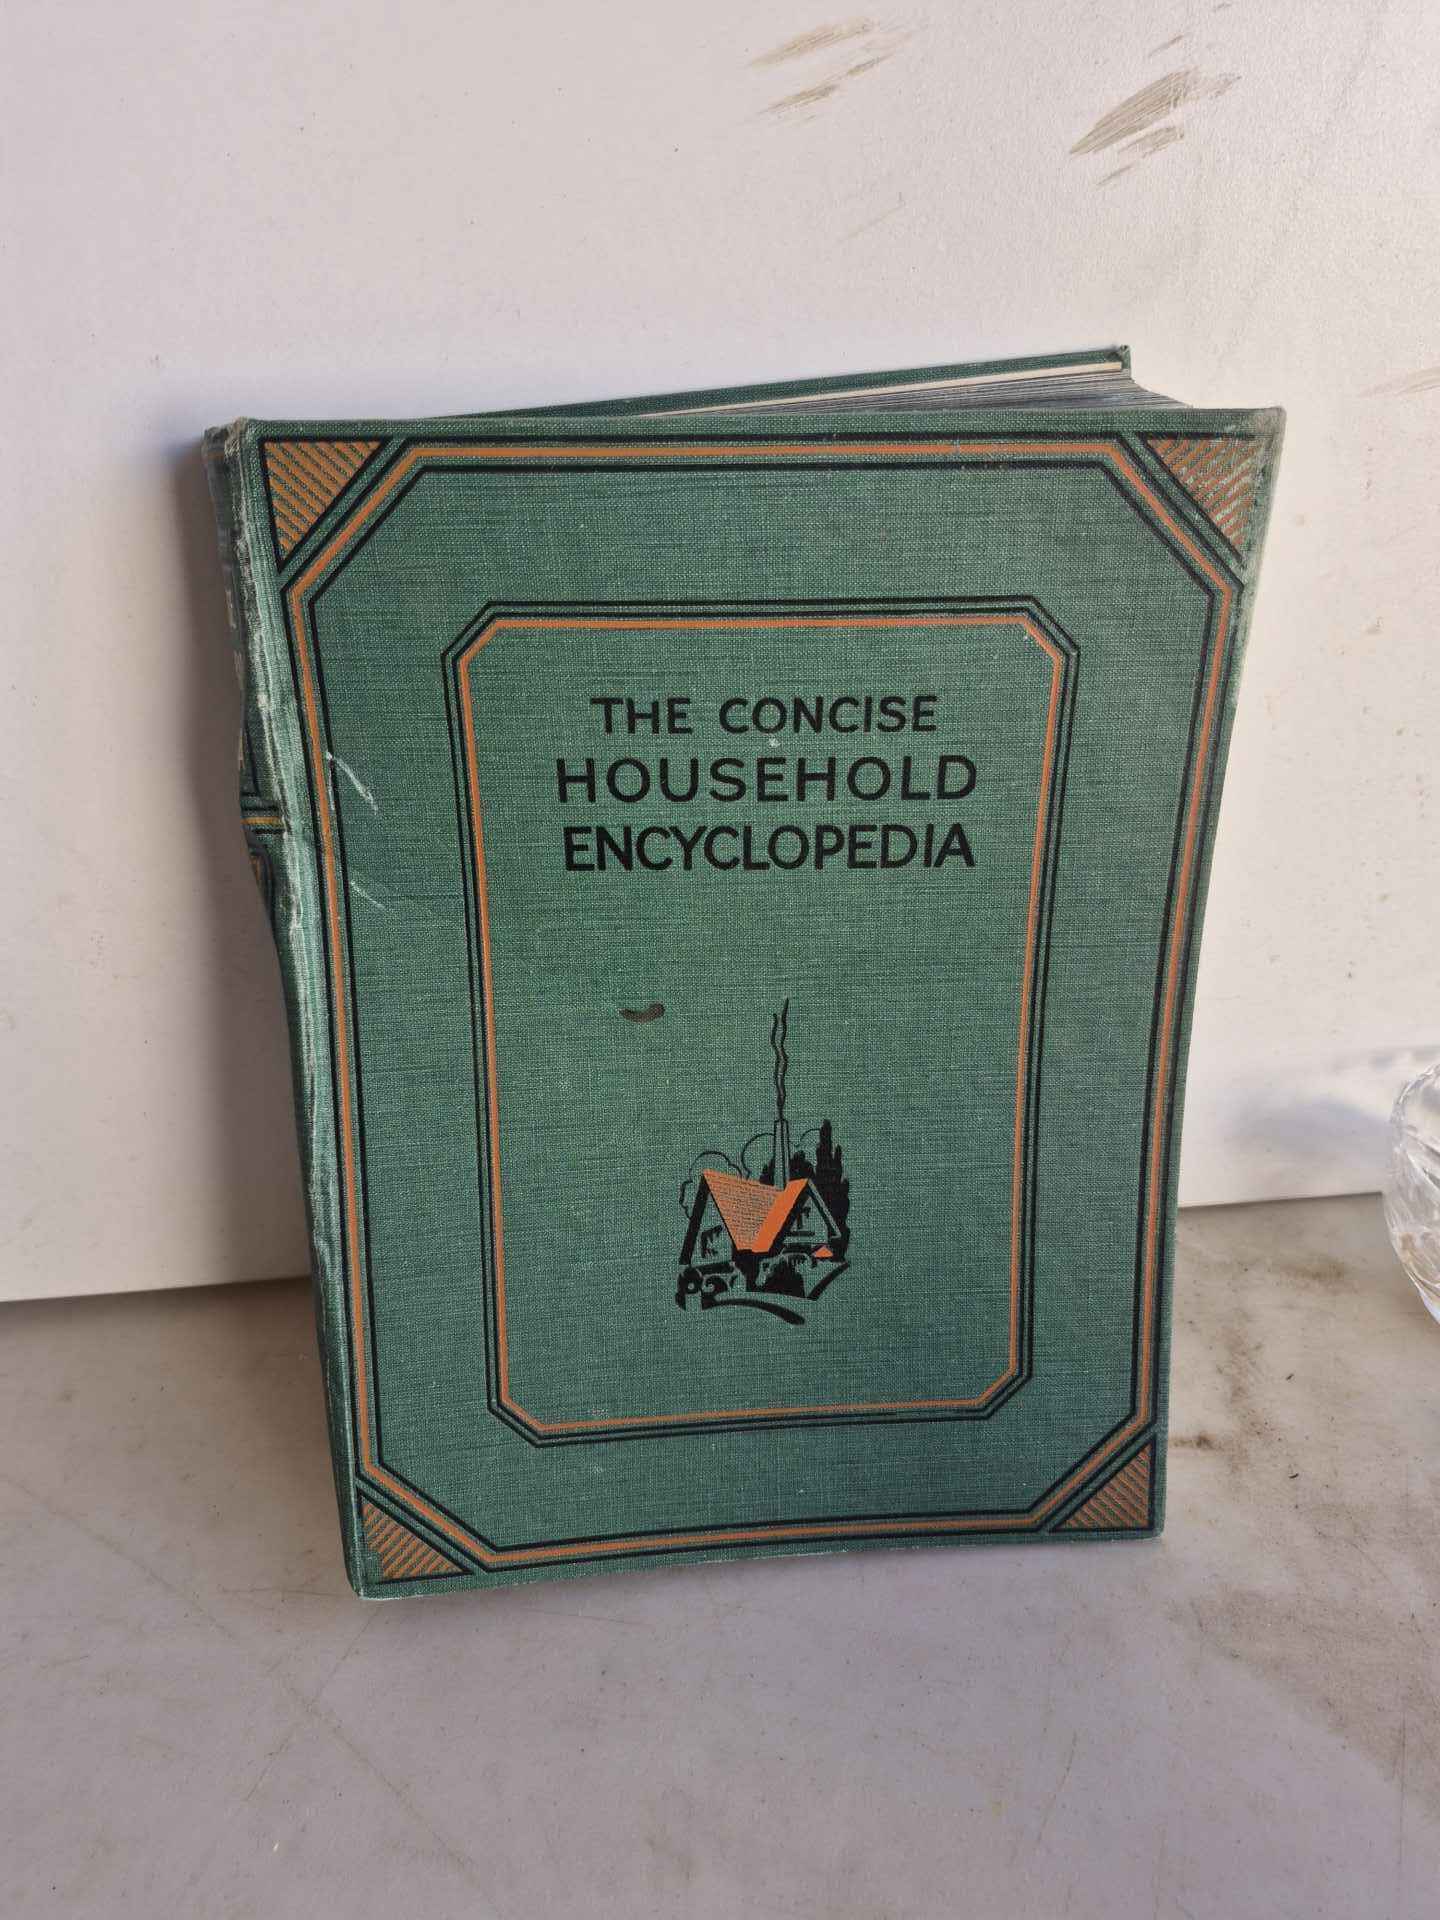 THE CONCISE
HOUSEHOLD
ENCYCLOPEDIA